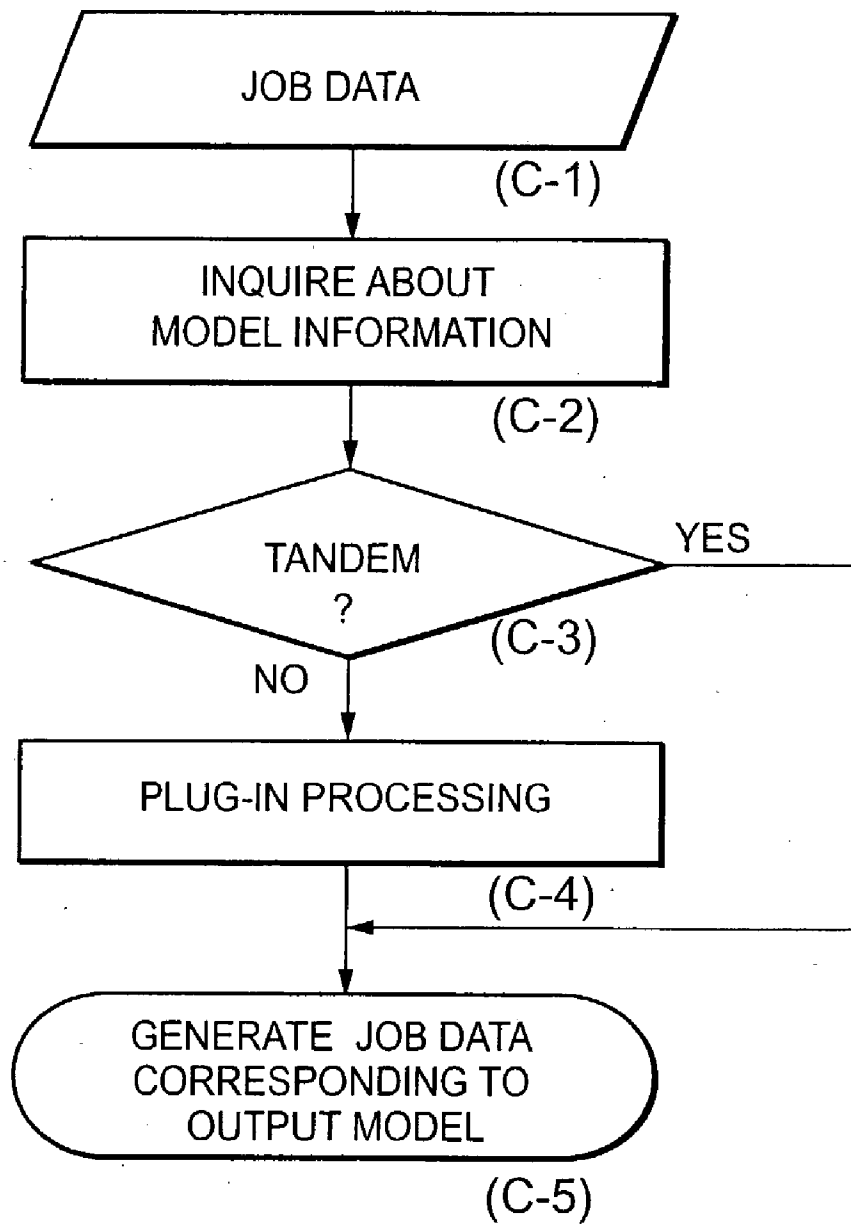 JOB DATA
(C-1)
INQUIRE ABOUT
MODEL INFORMATION
(C-2)
TANDEM
?
YES
(C-3)
NO
PLUG-IN PROCESSING
(C-4)
GENERATE JOB DATA
CORRESPONDING TO
OUTPUT MODEL
(C-5)